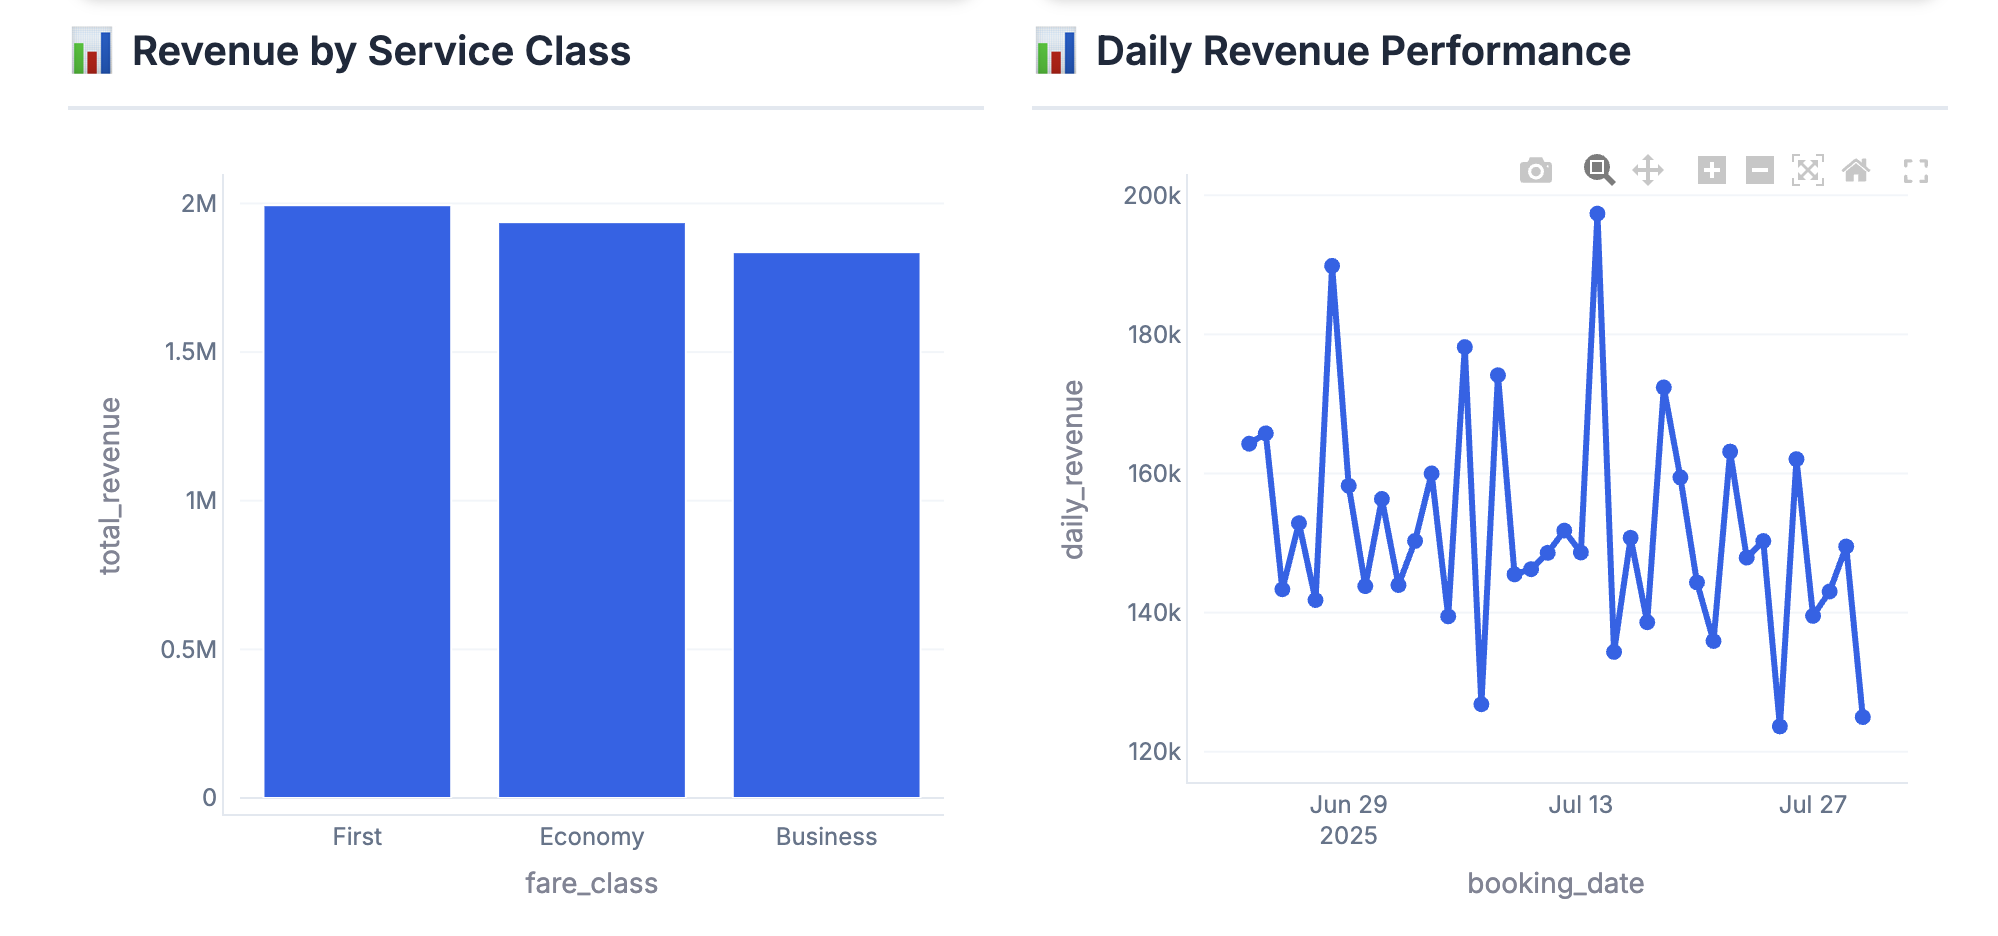 Revenue by Service Class
2M
1.5M
1M
0.5M
0
total_revenue
First
Economy
Business
fare_class
Daily Revenue Performance
200k
180k
160k
140k
120k
daily_revenue
Jun 29
2025
Jul 13
Jul 27
booking_date